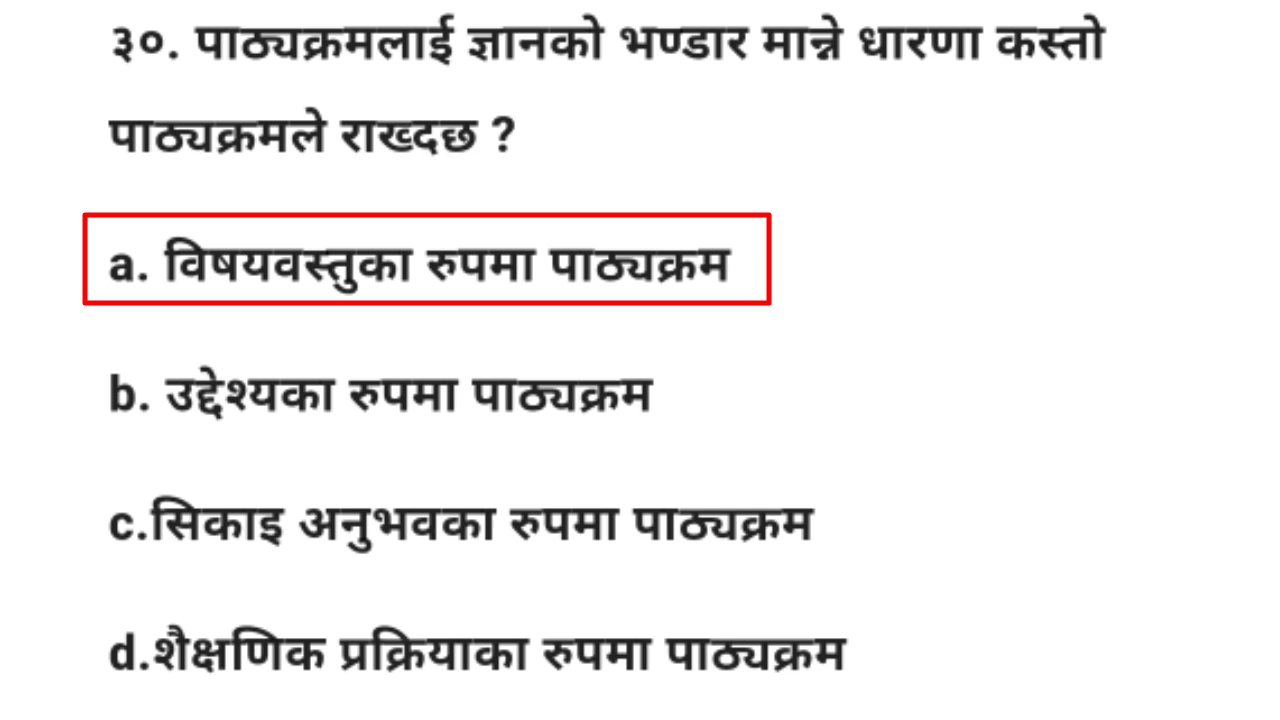 ३०. पाठ्यक्रमलाई ज्ञानको भण्डार मान्ने धारणा कस्तो
पाठ्यक्रमले राख्दछ ?
a. विषयवस्तुका रुपमा पाठ्यक्रम
b. उद्देश्यका रुपमा पाठ्यक्रम
c.सिकाइ अनुभवका रुपमा पाठ्यक्रम
d.शैक्षणिक प्रक्रियाका रुपमा पाठ्यक्रम